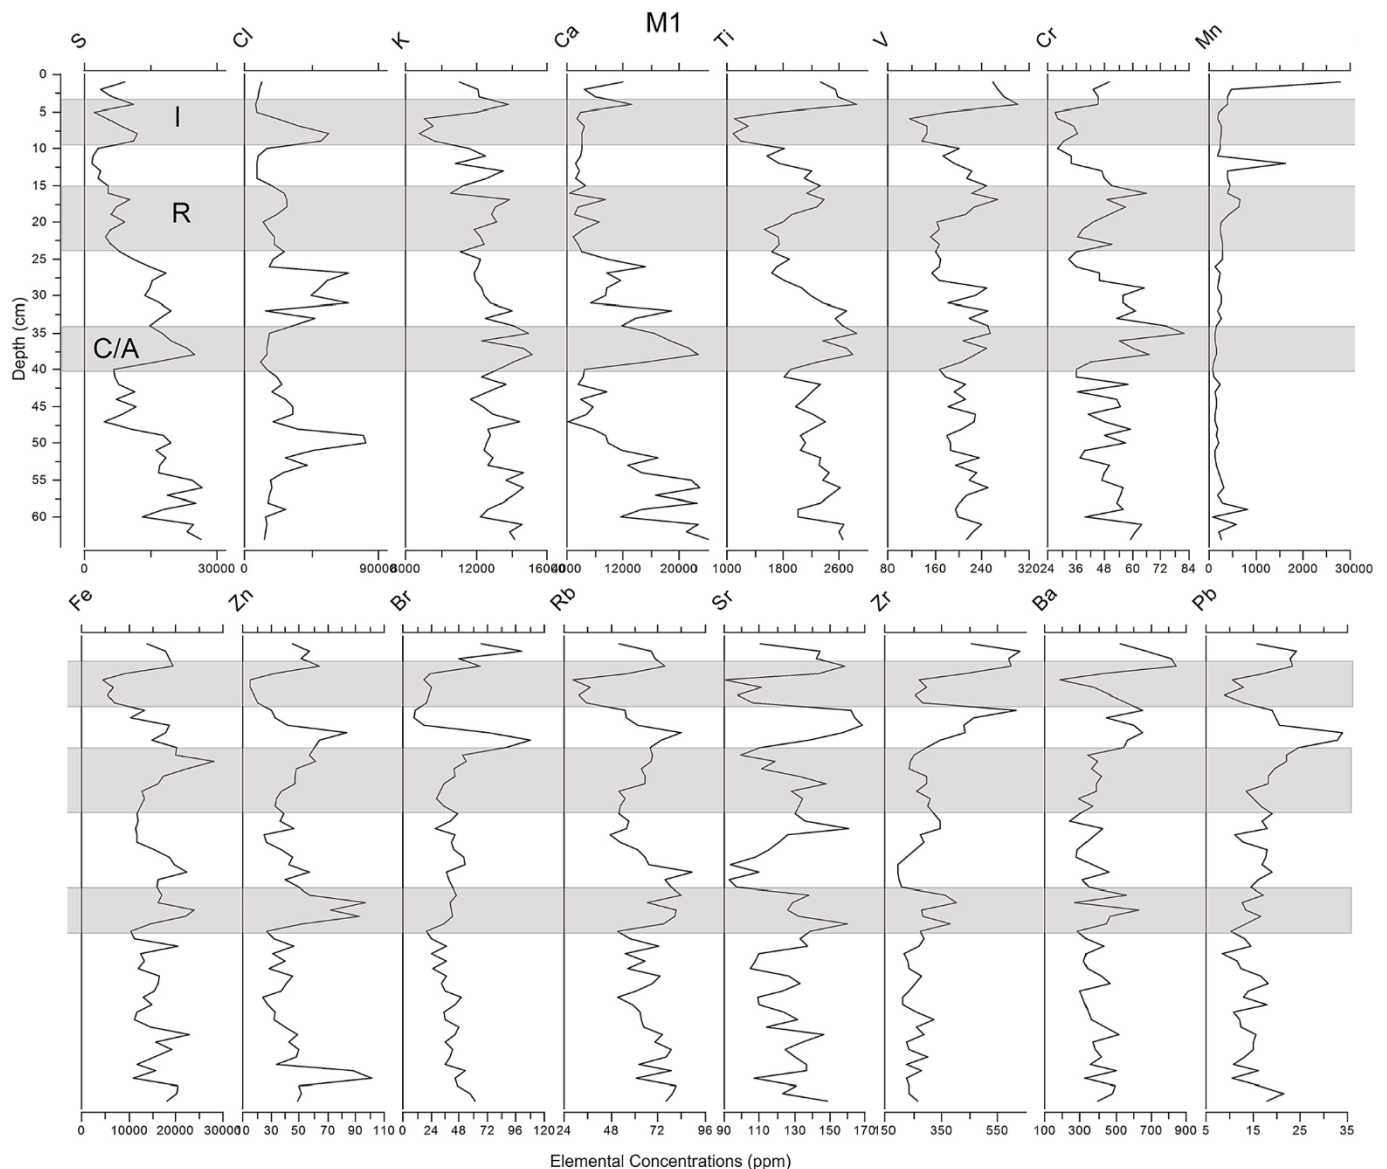 M1
S Cl K Ca Ti V Cr Mn
0
5
I
10
15
R
20
25
30
35
C/A
40
45
50
55
60
Depth (cm)
0 30000 0 90000 8000 12000 16000 4000 12000 20000 1000 1800 2600 80 160 240 320 24 36 48 60 72 84 0 1000 2000 30000
Fe Zn Br Rb Sr Zr Ba Pb
0 10000 20000 30000 10 30 50 70 90 110 0 24 48 72 96 120 24 48 72 96 90 110 130 150 170 150 350 550 100 300 500 700 900 5 15 25 35
Elemental Concentrations (ppm)